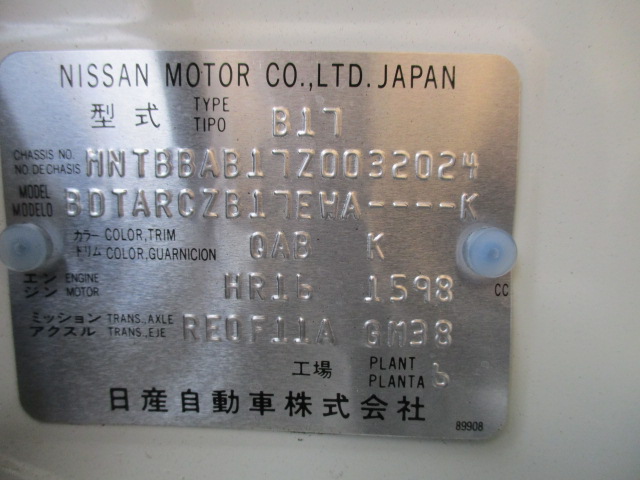 NISSAN MOTOR CO.,LTD. JAPAN
型式 TYPE TIPO B17
CHASSIS NO. NO DE CHASIS MNTBBAB17Z0032024
MODEL MODELO BDTARCZB17EWA----K
カラー COLOR,TRIM トリム COLOR,GUARNICION QAB K
エンジン ENGINE MOTOR HR16 1598 CC
ミッション TRANS.,AXLE アクスル TRANS.,EJE RE0F11A GM38
工場 PLANT PLANTA 6
日産自動車株式会社
89908